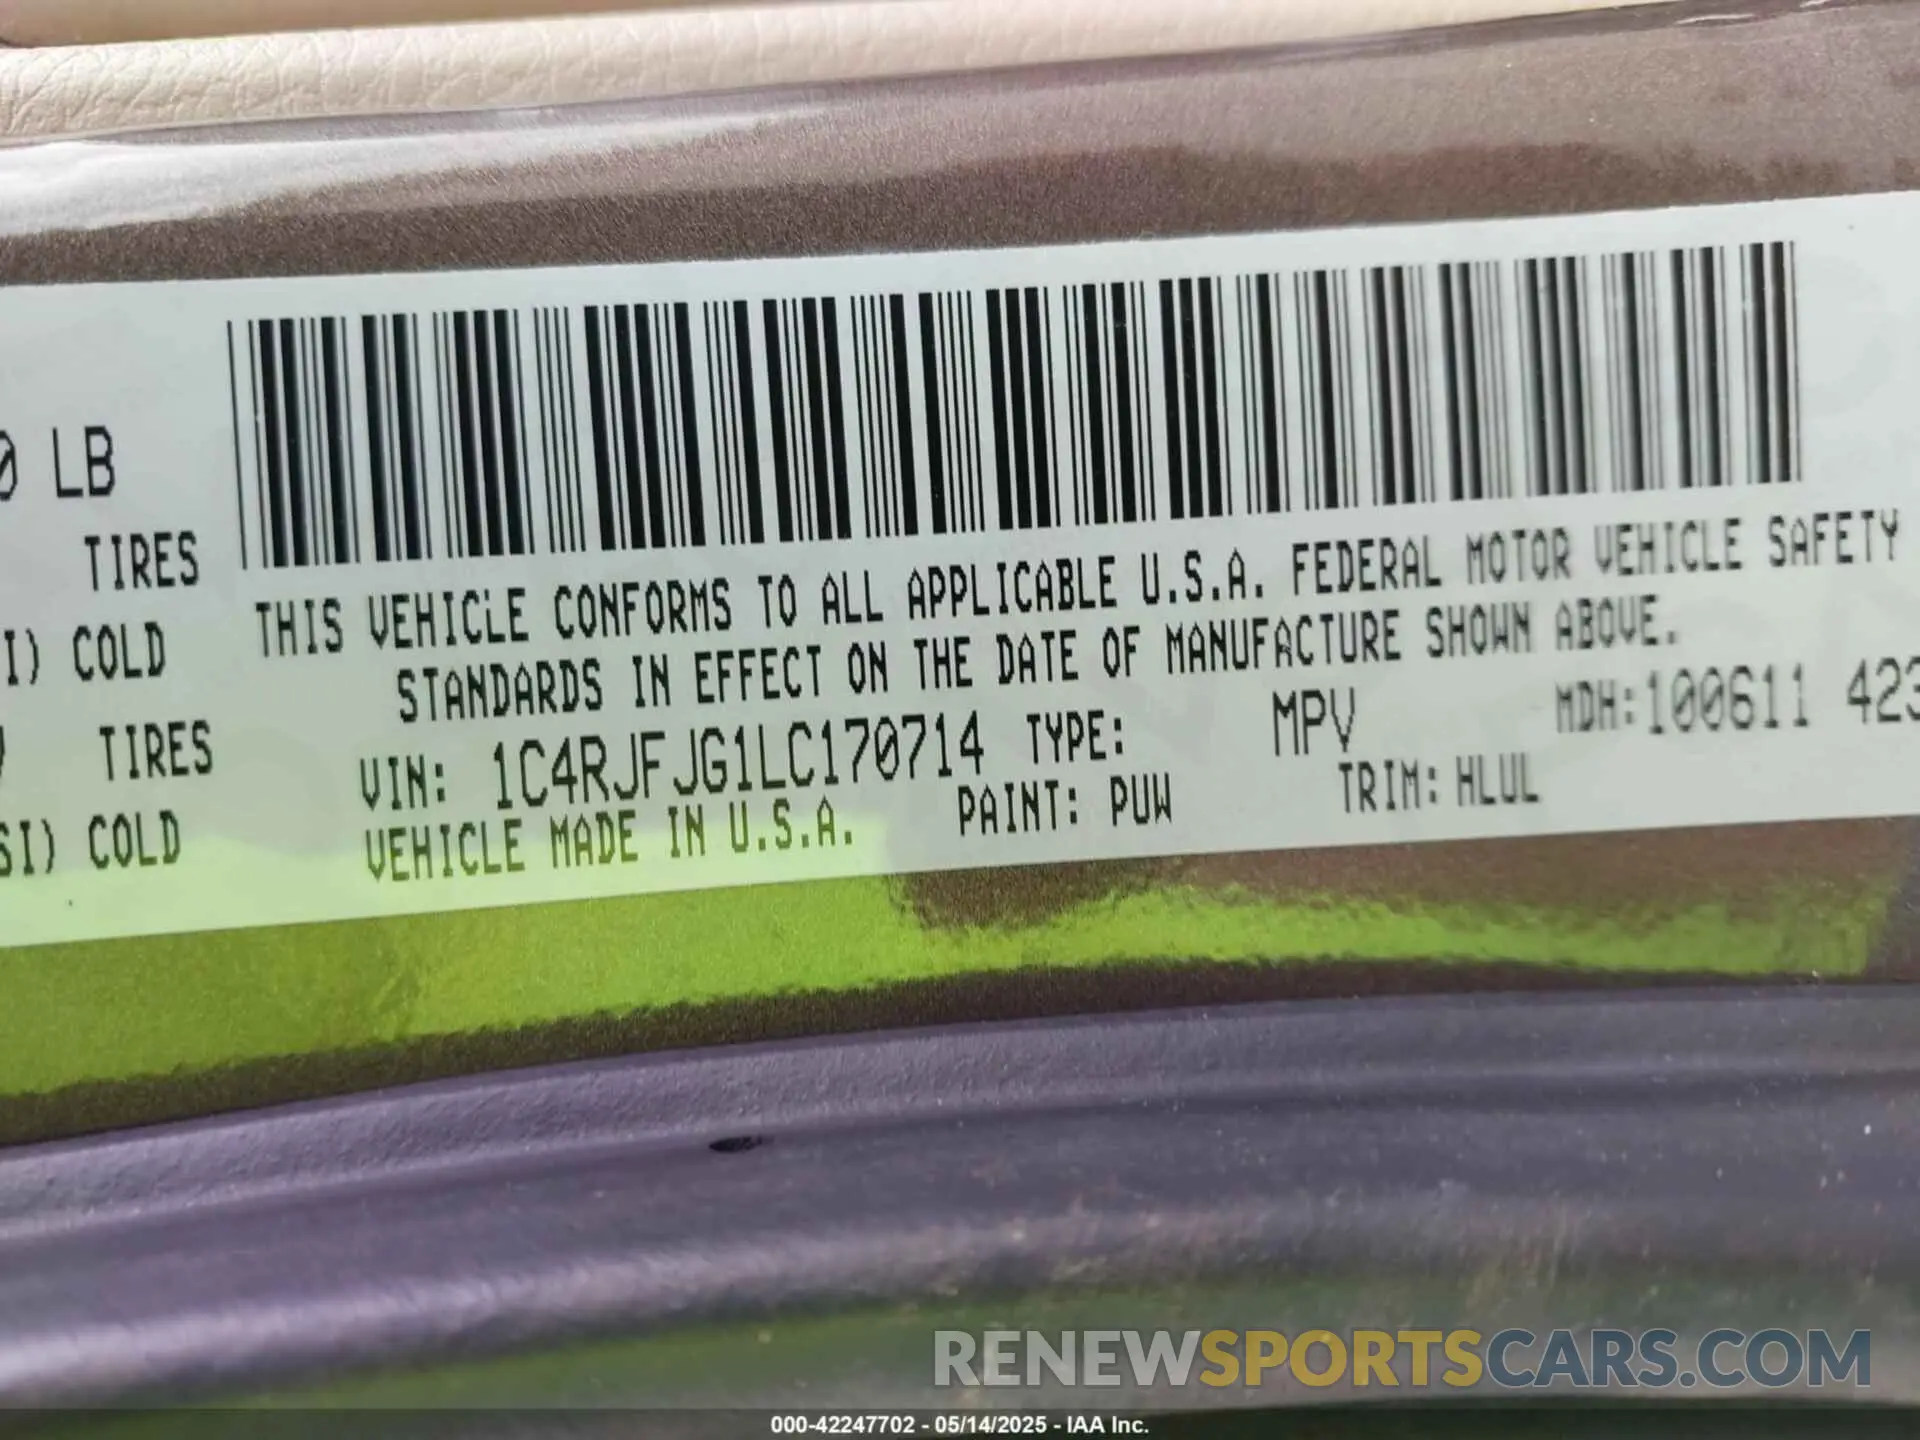 0 LB
TIRES
I) COLD
TIRES
SI) COLD
THIS VEHICLE CONFORMS TO ALL APPLICABLE U.S.A. FEDERAL MOTOR VEHICLE SAFETY
STANDARDS IN EFFECT ON THE DATE OF MANUFACTURE SHOWN ABOVE.
VIN: 1C4RJFJG1LC170714 TYPE: MPV MDH:100611 423
VEHICLE MADE IN U.S.A. PAINT: PUW TRIM: HLUL
RENEWSPORTSCARS.COM
000-42247702 - 05/14/2025 - IAA Inc.